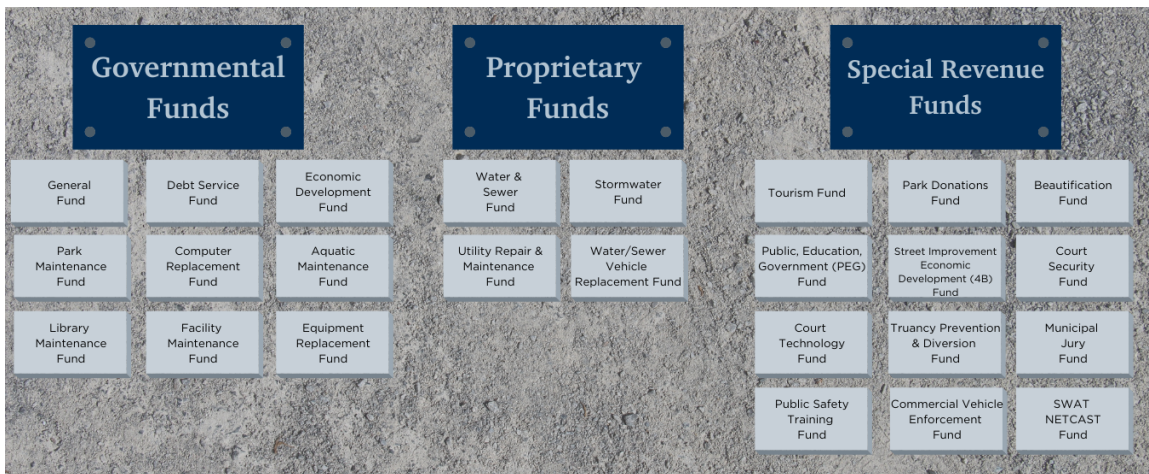 Governmental
Funds
General
Fund
Debt Service
Fund
Economic
Development
Fund
Park
Maintenance
Fund
Computer
Replacement
Fund
Aquatic
Maintenance
Fund
Library
Maintenance
Fund
Facility
Maintenance
Fund
Equipment
Replacement
Fund
Proprietary
Funds
Water &
Sewer
Fund
Stormwater
Fund
Utility Repair &
Maintenance
Fund
Water/Sewer
Vehicle
Replacement Fund
Special Revenue
Funds
Tourism Fund
Park Donations
Fund
Beautification
Fund
Public, Education,
Government (PEG)
Fund
Street Improvement
Economic
Development (4B)
Fund
Court
Security
Fund
Court
Technology
Fund
Truancy Prevention
& Diversion
Fund
Municipal
Jury
Fund
Public Safety
Training
Fund
Commercial Vehicle
Enforcement
Fund
SWAT
NETCAST
Fund